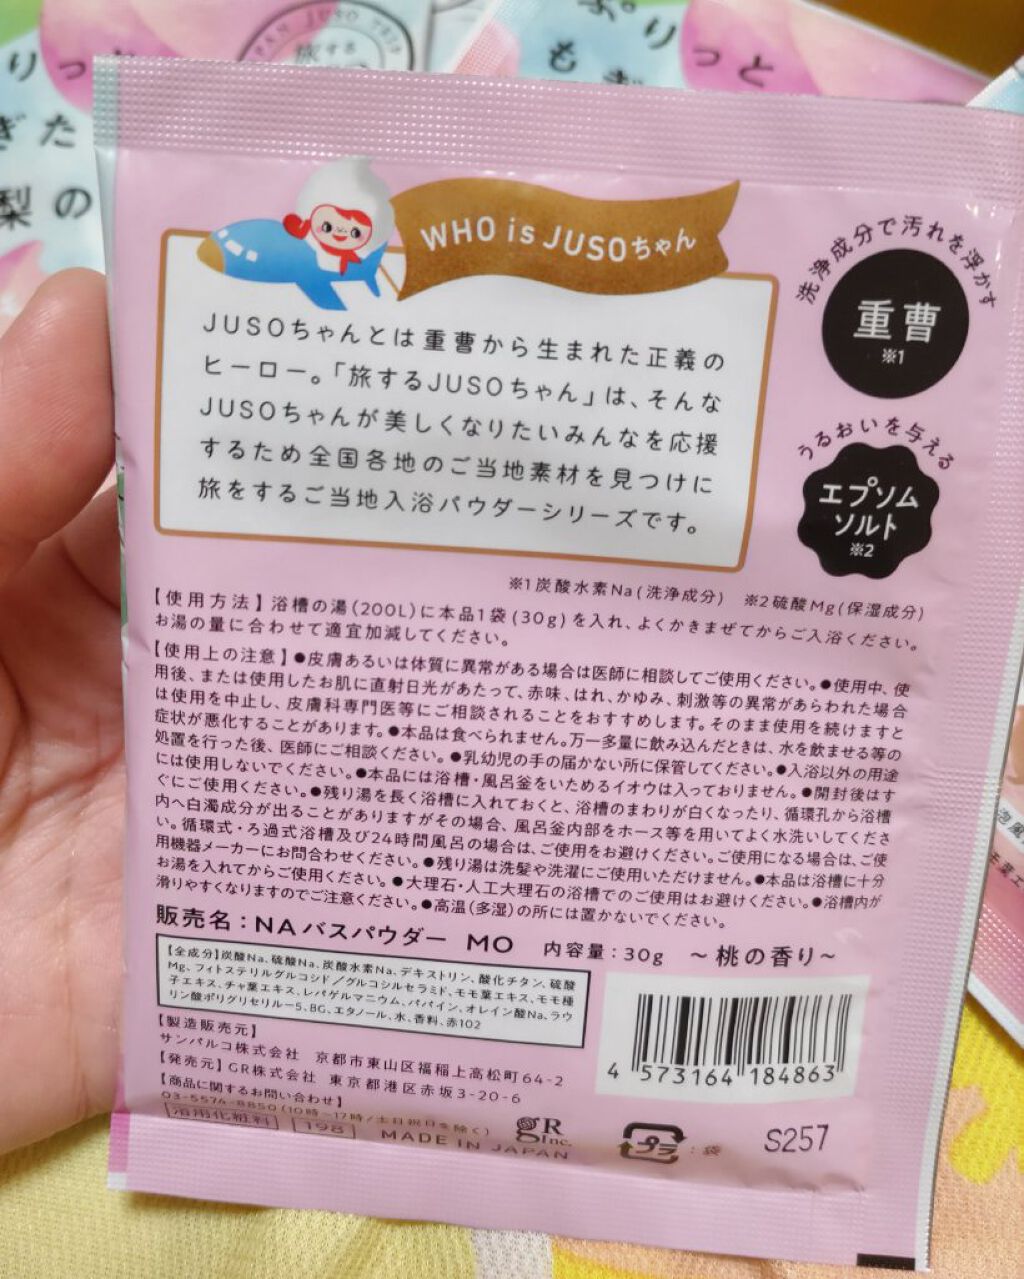 りっ
ぎた
梨の
旅する
ぷりっと
もぎ
WHO is JUSOちゃん
JUSOちゃんとは重曹から生まれた正義の
ヒーロー。「旅するJUSOちゃん」は、そんな
JUSOちゃんが美しくなりたいみんなを応援
するため全国各地のご当地素材を見つけに
旅をするご当地入浴パウダーシリーズです。
洗浄成分で汚れを浮かす
重曹
※1
うるおいを与える
エプソム
ソルト
※2
※1 炭酸水素Na(洗浄成分) ※2 硫酸Mg(保湿成分)
【使用方法】浴槽の湯(200L)に本品1袋(30g)を入れ、よくかきまぜてからご入浴ください。
お湯の量に合わせて適宜加減してください。
【使用上の注意】●皮膚あるいは体質に異常がある場合は医師に相談してご使用ください。●使用中、使
用後、または使用したお肌に直射日光があたって、赤味、はれ、かゆみ、刺激等の異常があらわれた場合
は使用を中止し、皮膚科専門医等にご相談されることをおすすめします。そのまま使用を続けますと
症状が悪化することがあります。●本品は食べられません。万一多量に飲み込んだときは、水を飲ませる等の
処置を行った後、医師にご相談ください。●乳幼児の手の届かない所に保管してください。●入浴以外の用途
には使用しないでください。●本品には浴槽・風呂釜をいためるイオウは入っておりません。●開封後はす
ぐにご使用ください。●残り湯を長く浴槽に入れておくと、浴槽のまわりが白くなったり、循環孔から浴槽
内へ白濁成分が出ることがありますがその場合、風呂釜内部をホース等を用いてよく水洗いしてくださ
い。循環式・ろ過式浴槽及び24時間風呂の場合は、ご使用をお避けください。ご使用になる場合は、ご使
用機器メーカーにお問合わせください。●残り湯は洗髪や洗濯にご使用いただけません。●本品は浴槽に十分
お湯を入れてからご使用ください。●大理石・人工大理石の浴槽でのご使用はお避けください。●浴槽内が
滑りやすくなりますのでご注意ください。●高温(多湿)の所には置かないでください。
販売名：NAバスパウダー MO 内容量：30g ～桃の香り～
【全成分】炭酸Na、硫酸Na、炭酸水素Na、デキストリン、酸化チタン、硫酸
Mg、フィトステリルグルコシド／グルコシルセラミド、モモ葉エキス、モモ種
子エキス、チャ葉エキス、レパゲルマニウム、パパイン、オレイン酸Na、ラウ
リン酸ポリグリセリル-5、BG、エタノール、水、香料、赤102
【製造販売元】
サンパルコ株式会社 京都市東山区福稲上高松町64-2
【発売元】GR株式会社 東京都港区赤坂3-20-6
【商品に関するお問い合わせ】
03-5574-8850(10時～17時/土日祝日を除く)
浴用化粧料 198 MADE IN JAPAN
gR Inc.
プラ：袋
S257
4 573164 184863